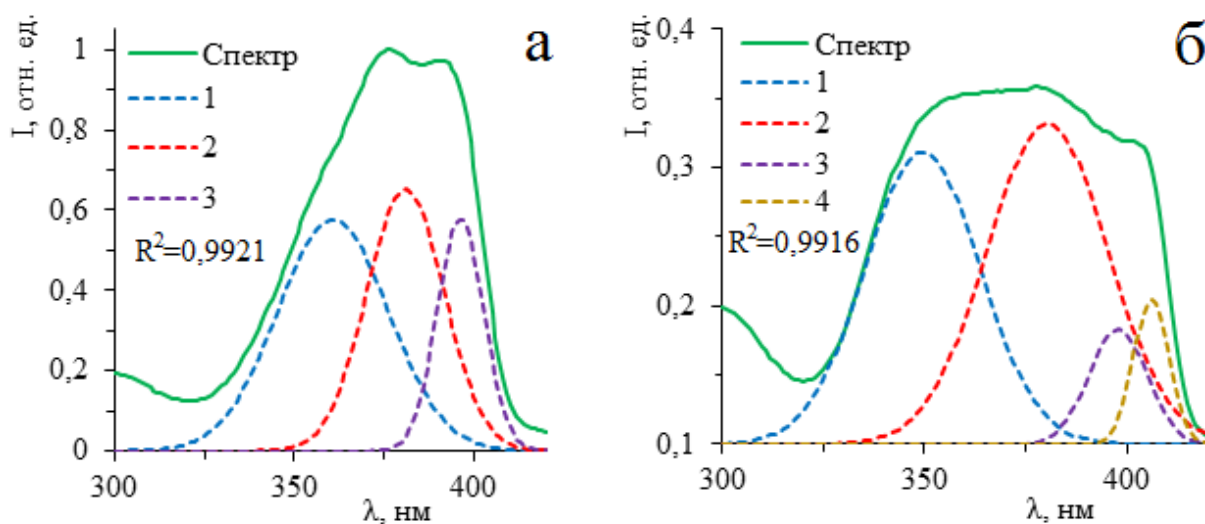 а
I, отн. ед.
1
0,8
0,6
0,4
0,2
0
Спектр
1
2
3
R²=0,9921
300
350
400
λ, нм
б
I, отн. ед.
0,4
0,3
0,2
0,1
Спектр
1
2
3
4
R²=0,9916
300
350
400
λ, нм